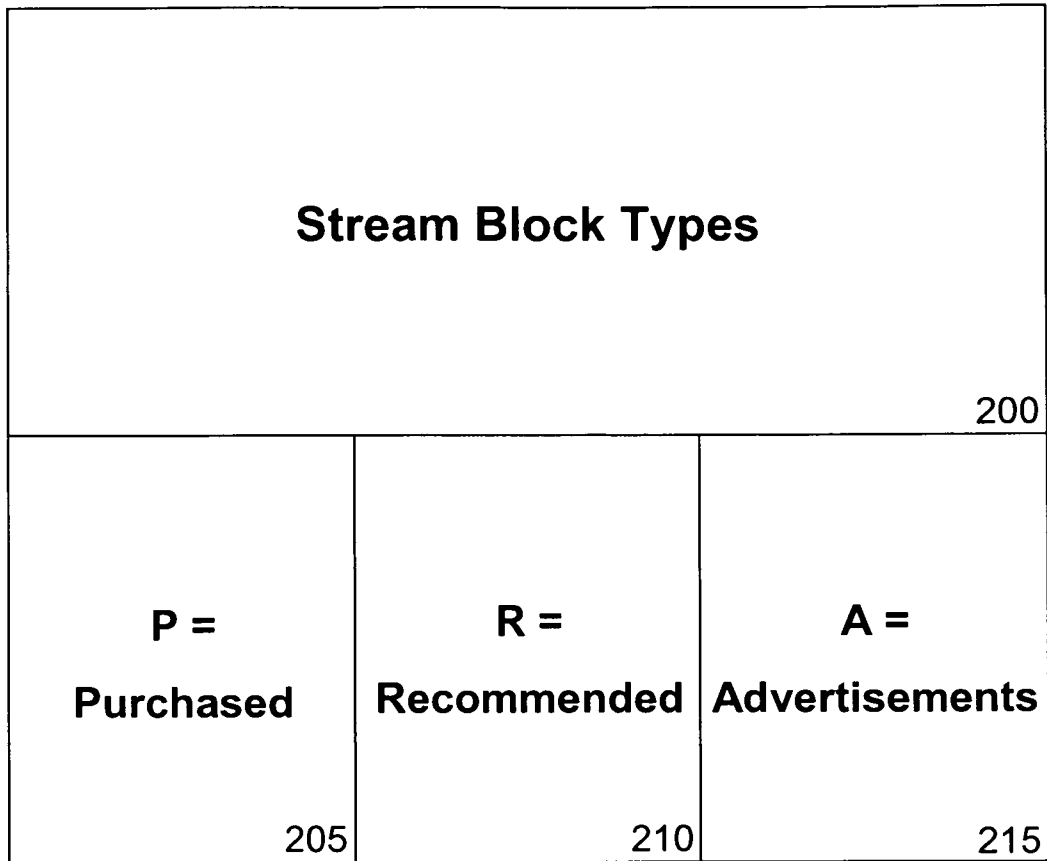 Stream Block Types
200
P =
Purchased
205
R =
Recommended
210
A =
Advertisements
215